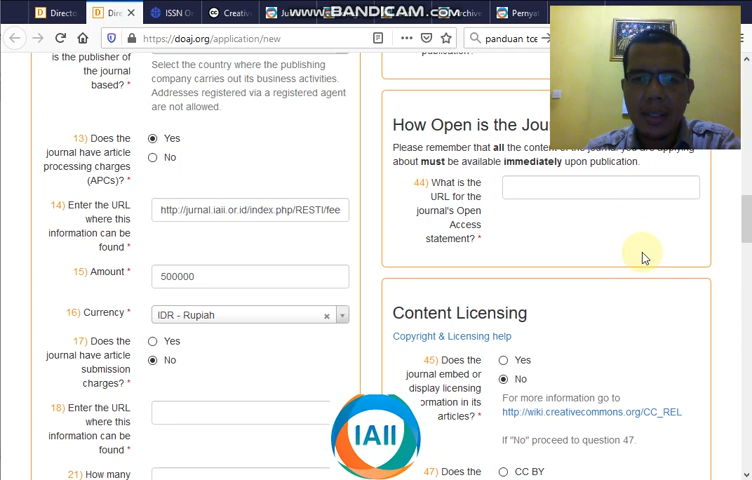 Directo
Dire
ISSN O
Creative
Ju
Archive
Pernyat
www.BANDICAM.com
https://doaj.org/application/new
panduan tce
is the publisher of
the journal
based? *
Select the country where the publishing
company carries out its business activities.
Addresses registered via a registered agent
are not allowed.
13) Does the
journal have article
processing charges
(APCs)? *
Yes
No
14) Enter the URL
where this
information can be
found *
http://jurnal.iaii.or.id/index.php/RESTI/fee
15) Amount *
500000
16) Currency *
IDR - Rupiah
17) Does the
journal have article
submission
charges? *
Yes
No
18) Enter the URL
where this
information can be
found *
21) How many
publication?
How Open is the Jour
Please remember that all the content of the journal you are applying
about must be available immediately upon publication.
44) What is the
URL for the
journal's Open
Access
statement? *
Content Licensing
Copyright & Licensing help
45) Does the
journal embed or
display licensing
formation in its
articles? *
Yes
No
For more information go to
http://wiki.creativecommons.org/CC_REL
If "No" proceed to question 47.
47) Does the
CC BY
IAII